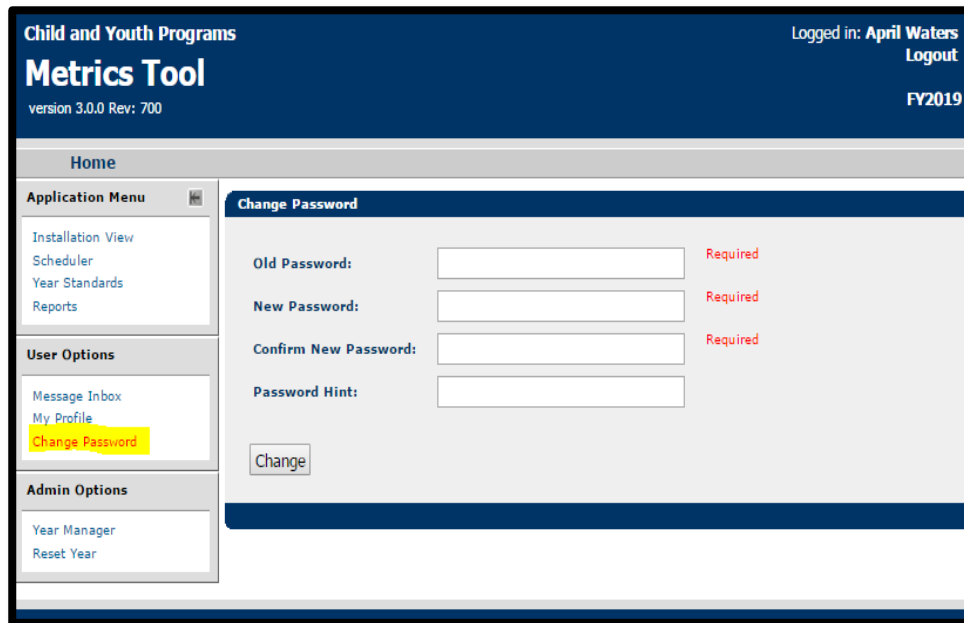 Child and Youth Programs
Metrics Tool
version 3.0.0 Rev: 700
Logged in: April Waters
Logout
FY2019
Home
Application Menu
Installation View
Scheduler
Year Standards
Reports
User Options
Message Inbox
My Profile
Change Password
Admin Options
Year Manager
Reset Year
Change Password
Old Password: Required
New Password: Required
Confirm New Password: Required
Password Hint:
Change